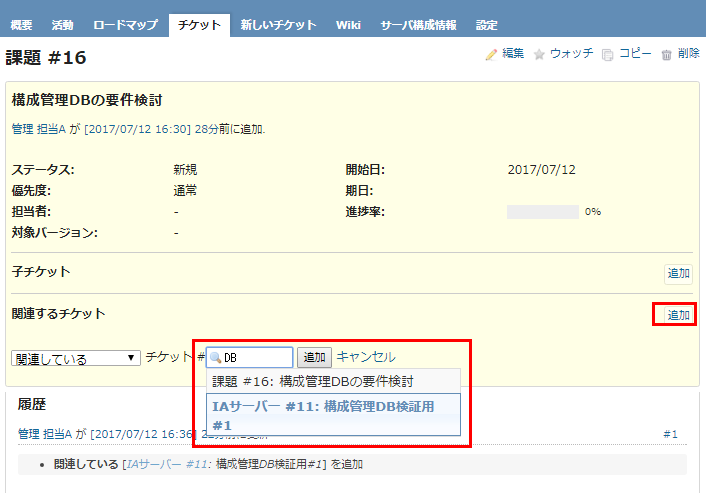 概要 活動 ロードマップ チケット 新しいチケット Wiki サーバ構成情報 設定
課題 #16 編集 ウォッチ コピー 削除
構成管理DBの要件検討
管理 担当A が [2017/07/12 16:30] 28分前に追加.
ステータス: 新規 開始日: 2017/07/12
優先度: 通常 期日:
担当者: - 進捗率: 0%
対象バージョン: -
子チケット 追加
関連するチケット 追加
関連している チケット # DB 追加 キャンセル
課題 #16: 構成管理DBの要件検討
IAサーバー #11: 構成管理DB検証用
#1
履歴
管理 担当A が [2017/07/12 16:36] 22分前に更新 #1
関連している [IAサーバー #11: 構成管理DB検証用#1] を追加